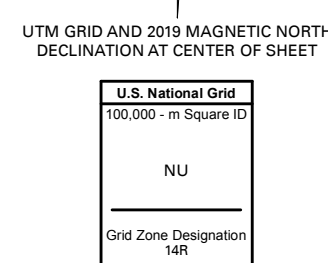 UTM GRID AND 2019 MAGNETIC NORTH
DECLINATION AT CENTER OF SHEET
U.S. National Grid
100,000 - m Square ID
NU
Grid Zone Designation
14R